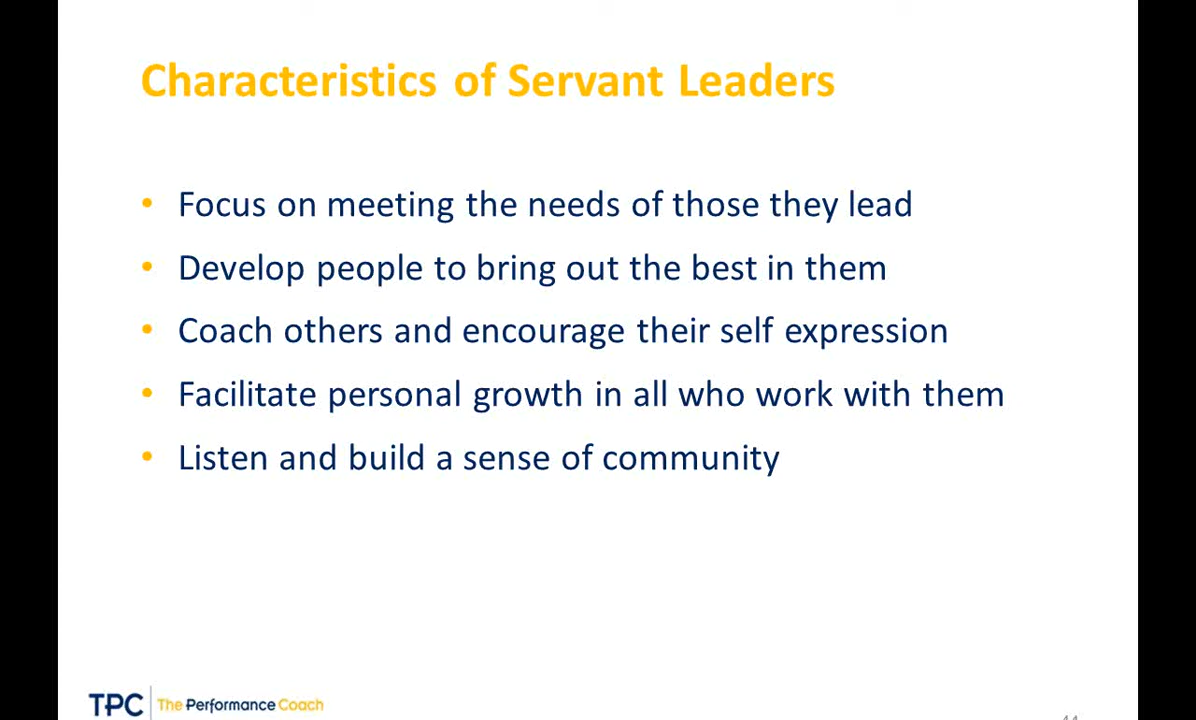 Characteristics of Servant Leaders
• Focus on meeting the needs of those they lead
• Develop people to bring out the best in them
• Coach others and encourage their self expression
• Facilitate personal growth in all who work with them
• Listen and build a sense of community
TPC The Performance Coach